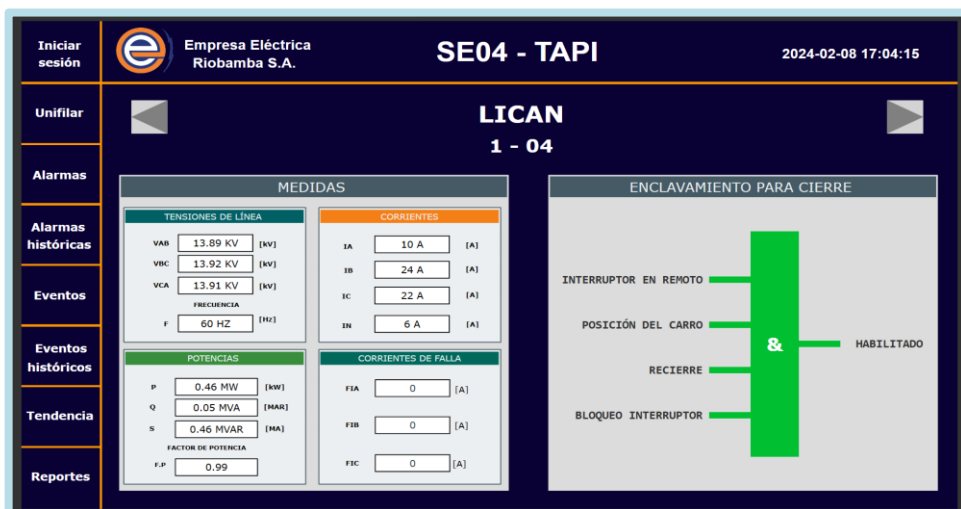 Iniciar
sesión
Empresa Eléctrica
Riobamba S.A.
SE04 - TAPI
2024-02-08 17:04:15
Unifilar
LICAN
1 - 04
Alarmas
Alarmas
históricas
Eventos
Eventos
históricos
Tendencia
Reportes
MEDIDAS
TENSIONES DE LÍNEA
VAB 13.89 KV [kV]
VBC 13.92 KV [kV]
VCA 13.91 KV [kV]
FRECUENCIA
F 60 HZ [Hz]
CORRIENTES
IA 10 A [A]
IB 24 A [A]
IC 22 A [A]
IN 6 A [A]
POTENCIAS
P 0.46 MW [kW]
Q 0.05 MVA [MAR]
S 0.46 MVAR [MA]
FACTOR DE POTENCIA
F.P 0.99
CORRIENTES DE FALLA
FIA 0 [A]
FIB 0 [A]
FIC 0 [A]
ENCLAVAMIENTO PARA CIERRE
INTERRUPTOR EN REMOTO
POSICIÓN DEL CARRO
RECIERRE
BLOQUEO INTERRUPTOR
&
HABILITADO